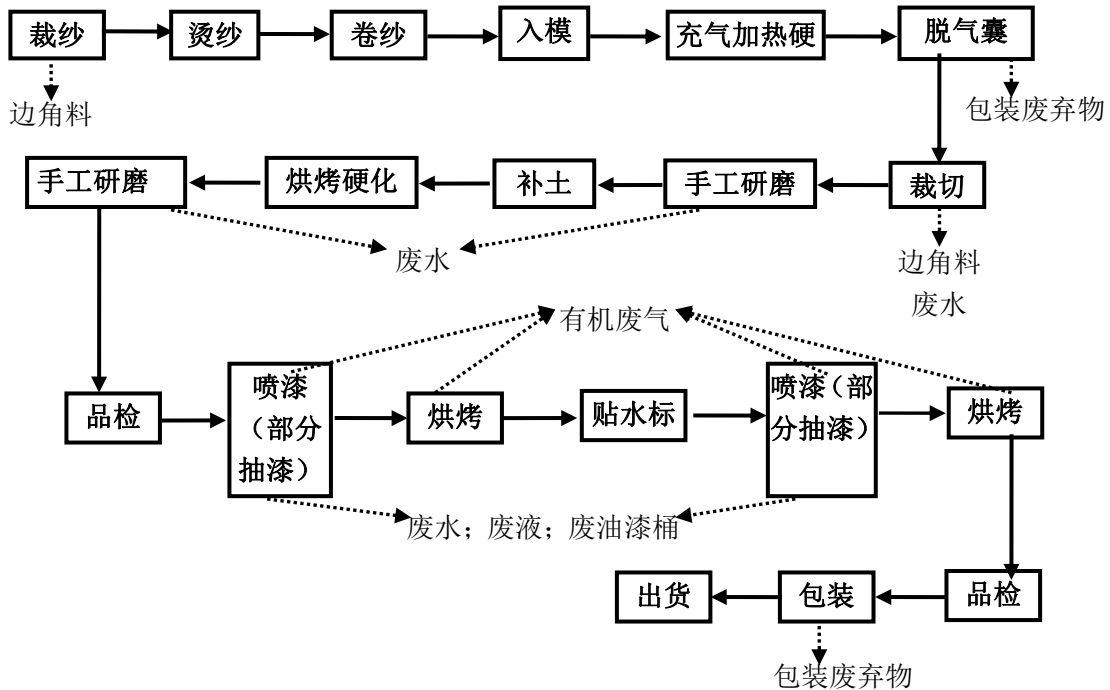 裁纱
烫纱
卷纱
入模
充气加热硬
脱气囊
边角料
包装废弃物
手工研磨
烘烤硬化
补土
手工研磨
裁切
废水
边角料
废水
有机废气
品检
喷漆
（部分
抽漆）
烘烤
贴水标
喷漆（部
分抽漆）
烘烤
废水；废液；废油漆桶
出货
包装
品检
包装废弃物